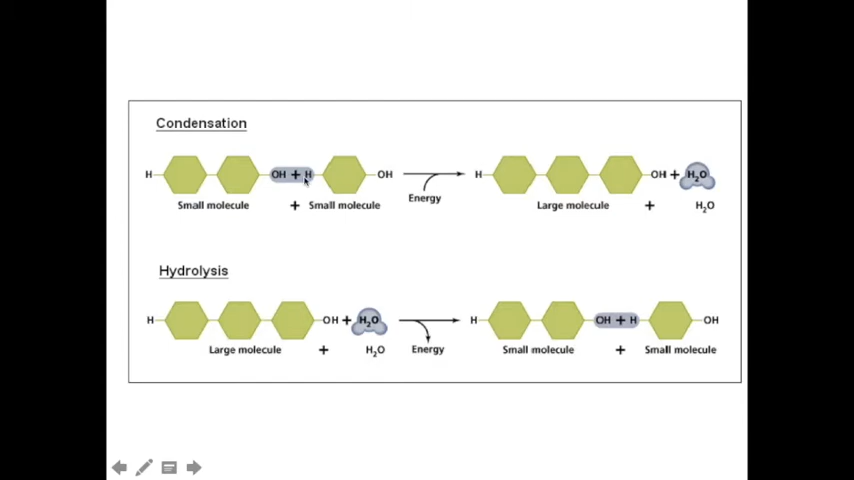 Condensation
H OH + H OH H OH + H₂O
Energy
Small molecule + Small molecule Large molecule + H₂O
Hydrolysis
H OH + H₂O H OH + H OH
Large molecule + H₂O Energy Small molecule + Small molecule